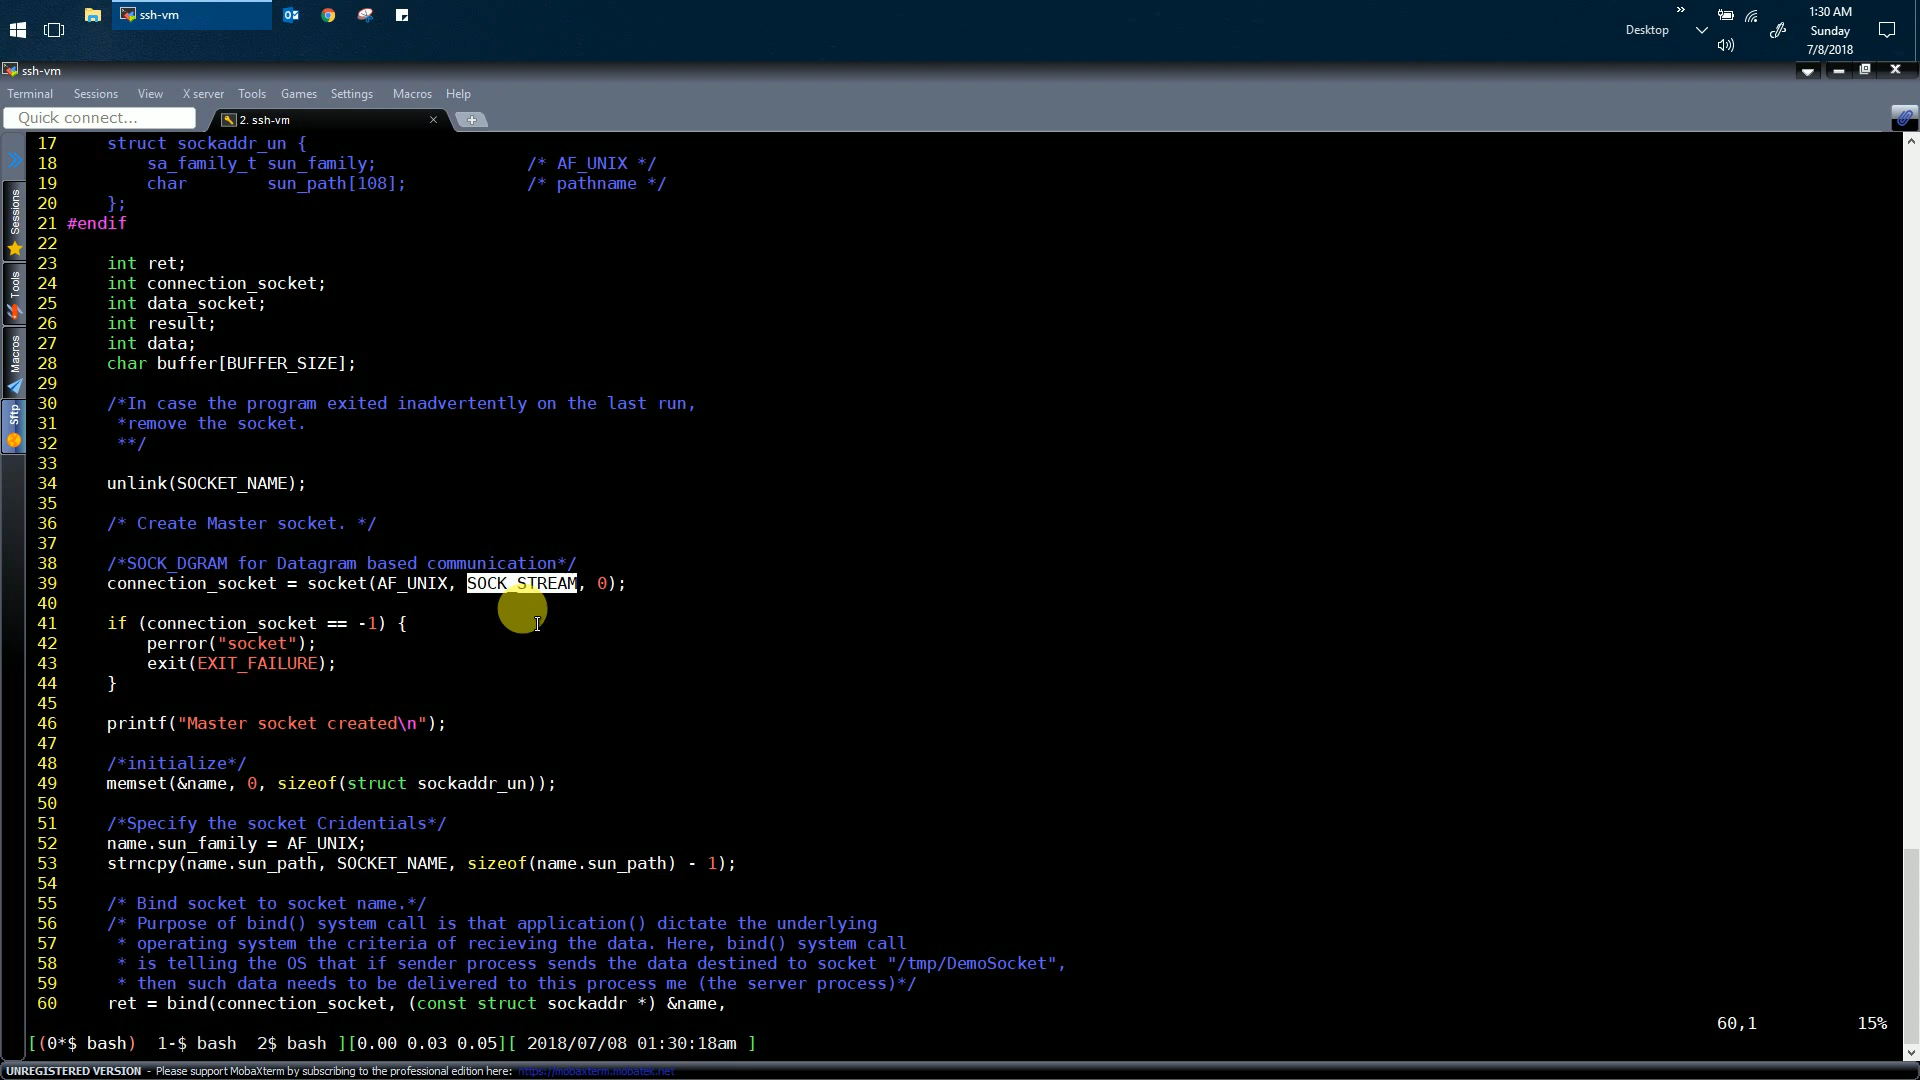 ssh-vm
Desktop
1:30 AM
Sunday
7/8/2018
ssh-vm
Terminal Sessions View X server Tools Games Settings Macros Help
Quick connect...
2. ssh-vm
Sessions
Tools
Macros
Sftp
17 struct sockaddr_un {
18 sa_family_t sun_family; /* AF_UNIX */
19 char sun_path[108]; /* pathname */
20 };
21 #endif
22
23 int ret;
24 int connection_socket;
25 int data_socket;
26 int result;
27 int data;
28 char buffer[BUFFER_SIZE];
29
30 /*In case the program exited inadvertently on the last run,
31 *remove the socket.
32 **/
33
34 unlink(SOCKET_NAME);
35
36 /* Create Master socket. */
37
38 /*SOCK_DGRAM for Datagram based communication*/
39 connection_socket = socket(AF_UNIX, SOCK_STREAM, 0);
40
41 if (connection_socket == -1) {
42 perror("socket");
43 exit(EXIT_FAILURE);
44 }
45
46 printf("Master socket created\n");
47
48 /*initialize*/
49 memset(&name, 0, sizeof(struct sockaddr_un));
50
51 /*Specify the socket Cridentials*/
52 name.sun_family = AF_UNIX;
53 strncpy(name.sun_path, SOCKET_NAME, sizeof(name.sun_path) - 1);
54
55 /* Bind socket to socket name.*/
56 /* Purpose of bind() system call is that application() dictate the underlying
57 * operating system the criteria of recieving the data. Here, bind() system call
58 * is telling the OS that if sender process sends the data destined to socket "/tmp/DemoSocket",
59 * then such data needs to be delivered to this process me (the server process)*/
60 ret = bind(connection_socket, (const struct sockaddr *) &name,
60,1 15%
[(0*$ bash) 1-$ bash 2$ bash ][0.00 0.03 0.05][ 2018/07/08 01:30:18am ]
UNREGISTERED VERSION - Please support MobaXterm by subscribing to the professional edition here: https://mobaxterm.mobatek.net